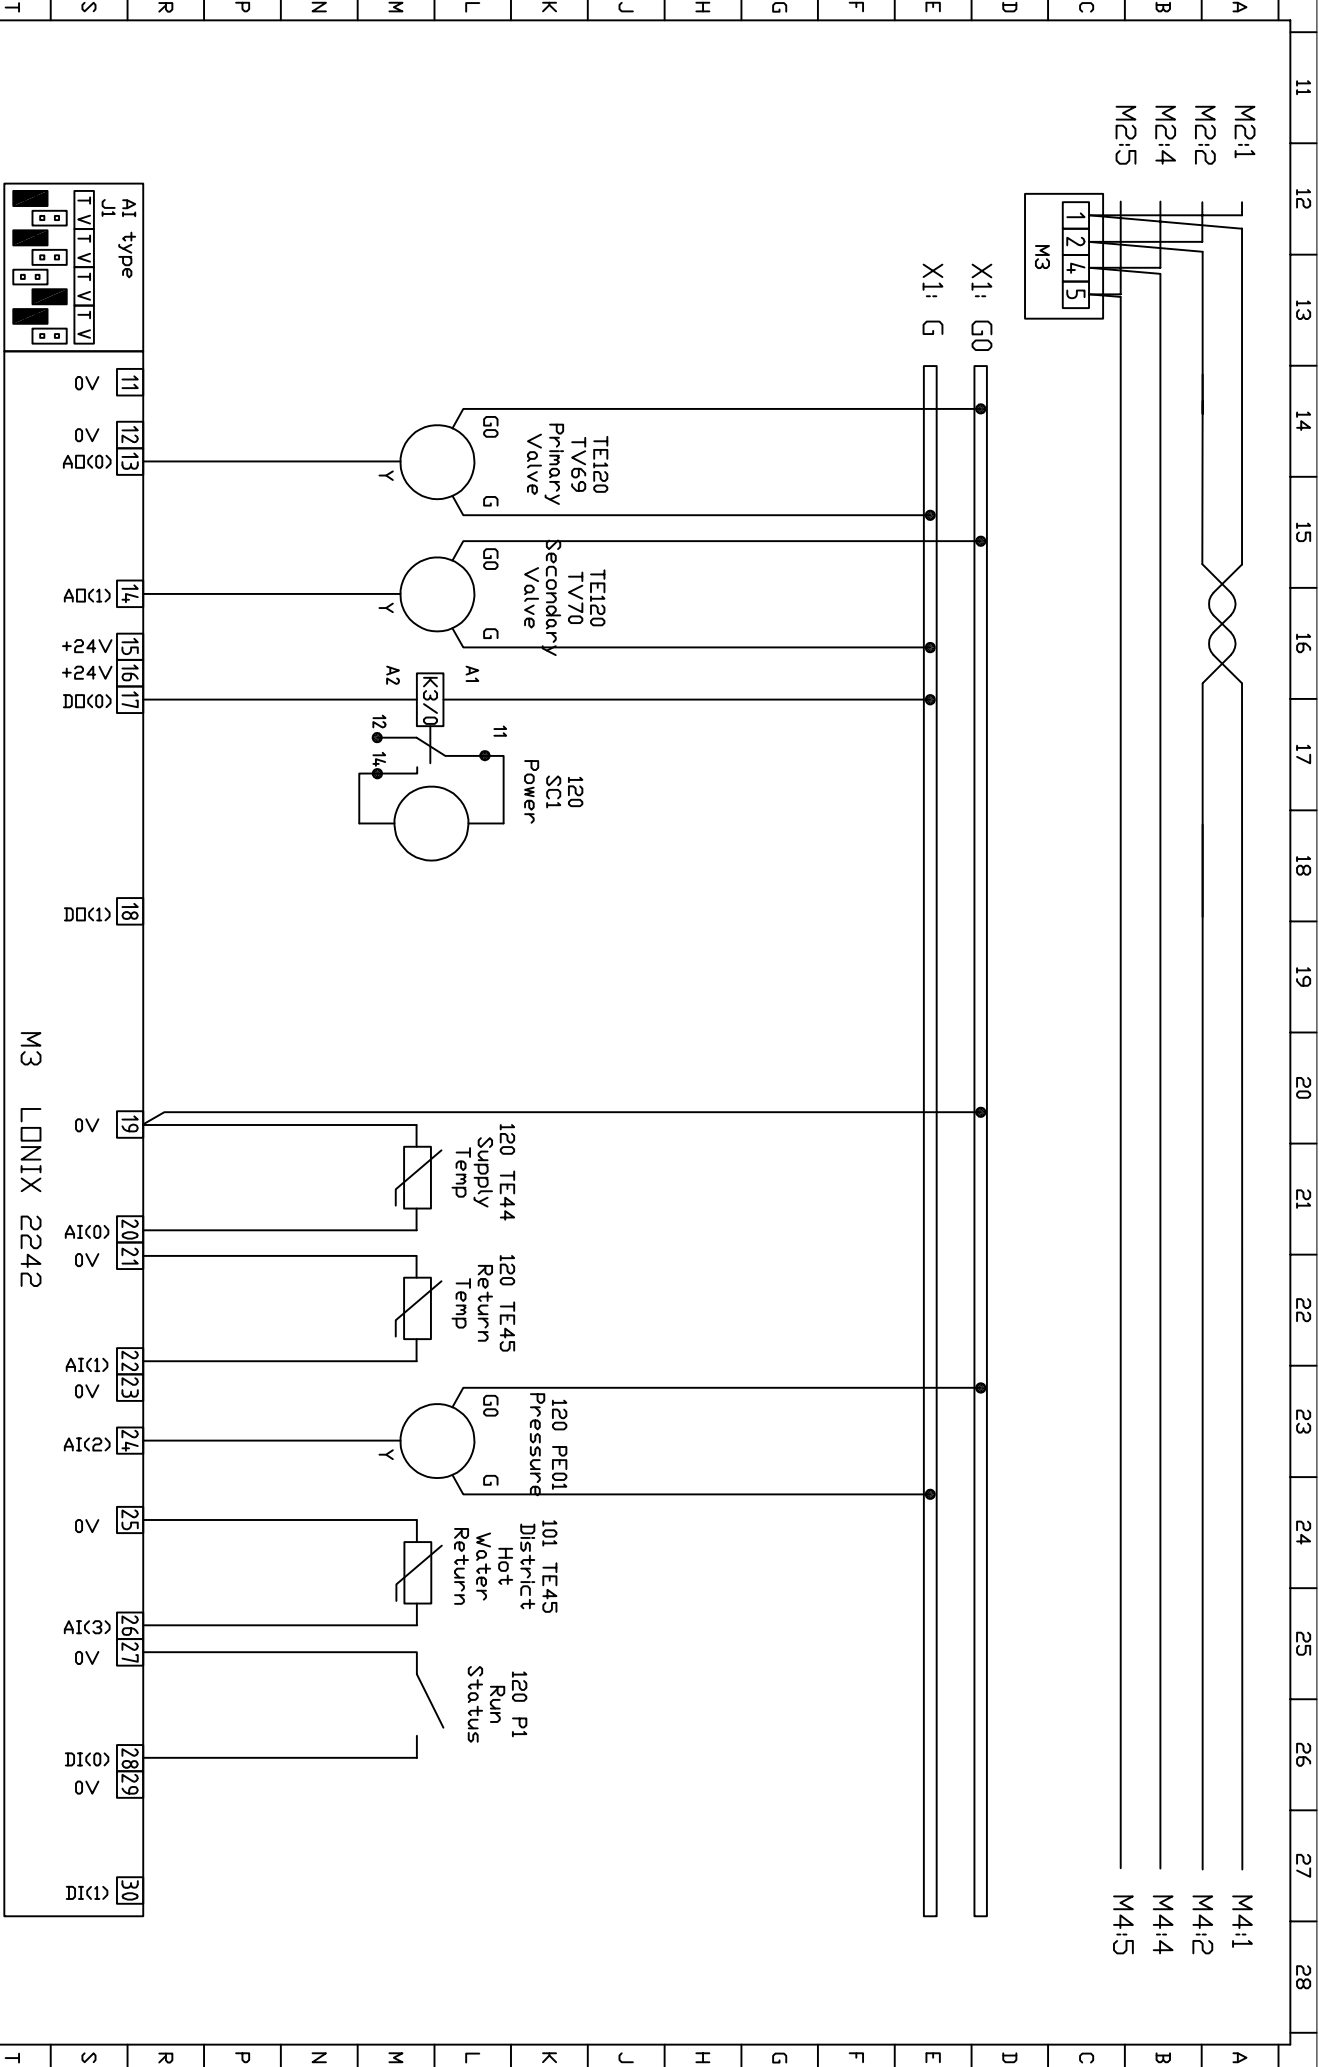 11 12 13 14 15 16 17 18 19 20 21 22 23 24 25 26 27 28
A
B
C
D
E
F
G
H
J
K
L
M
N
P
R
S
T
A
B
C
D
E
F
G
H
J
K
L
M
N
P
R
S
T
M2:1
M2:2
M2:4
M2:5
M4:1
M4:2
M4:4
M4:5
1 2 4 5
M3
X1: G0
X1: G
TE120
TV69
Primary
Valve
G0 G
Y
TE120
TV70
Secondary
Valve
G0 G
Y
A1
K3/0
A2
11
12 14
120
SC1
Power
120 TE44
Supply
Temp
120 TE45
Return
Temp
120 PE01
Pressure
G0 G
Y
101 TE45
District
Hot
Water
Return
120 P1
Run
Status
AI type
J1
T V T V T V T V
11 12 13 14 15 16 17 18 19 20 21 22 23 24 25 26 27 28 29 30
0V 0V AO(0) AO(1) +24V +24V DO(0) DO(1) 0V AI(0) 0V AI(1) 0V AI(2) 0V AI(3) 0V DI(0) 0V DI(1)
M3 LONIX 2242